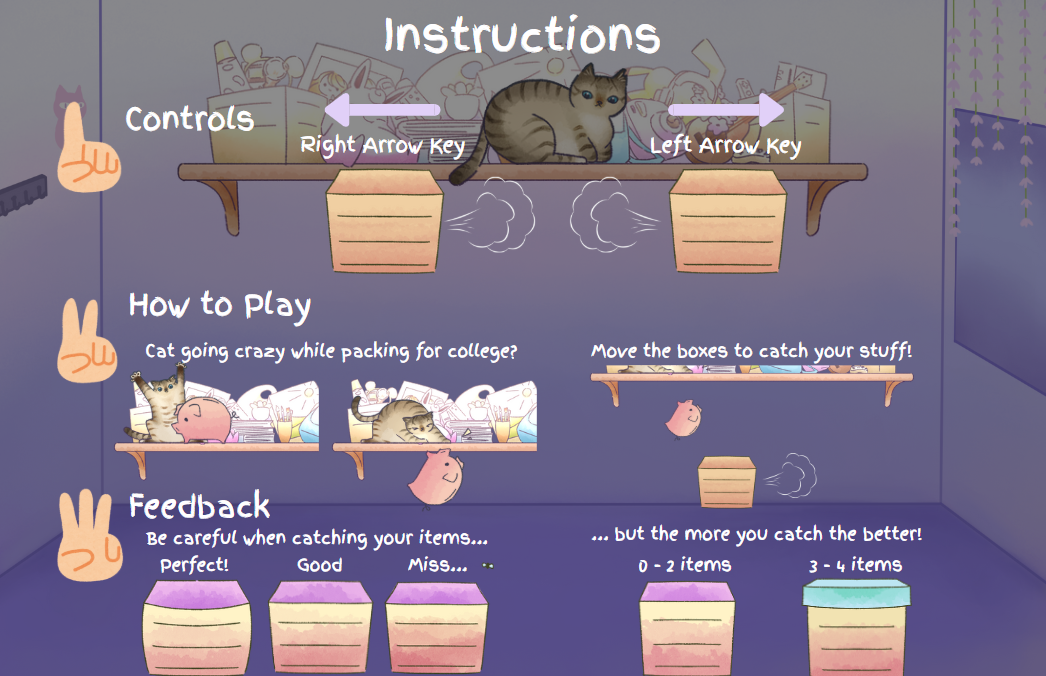 Instructions
Controls
Right Arrow Key
Left Arrow Key
How to Play
Cat going crazy while packing for college?
Move the boxes to catch your stuff!
Feedback
Be careful when catching your items...
... but the more you catch the better!
Perfect!
Good
Miss...
0 - 2 items
3 - 4 items